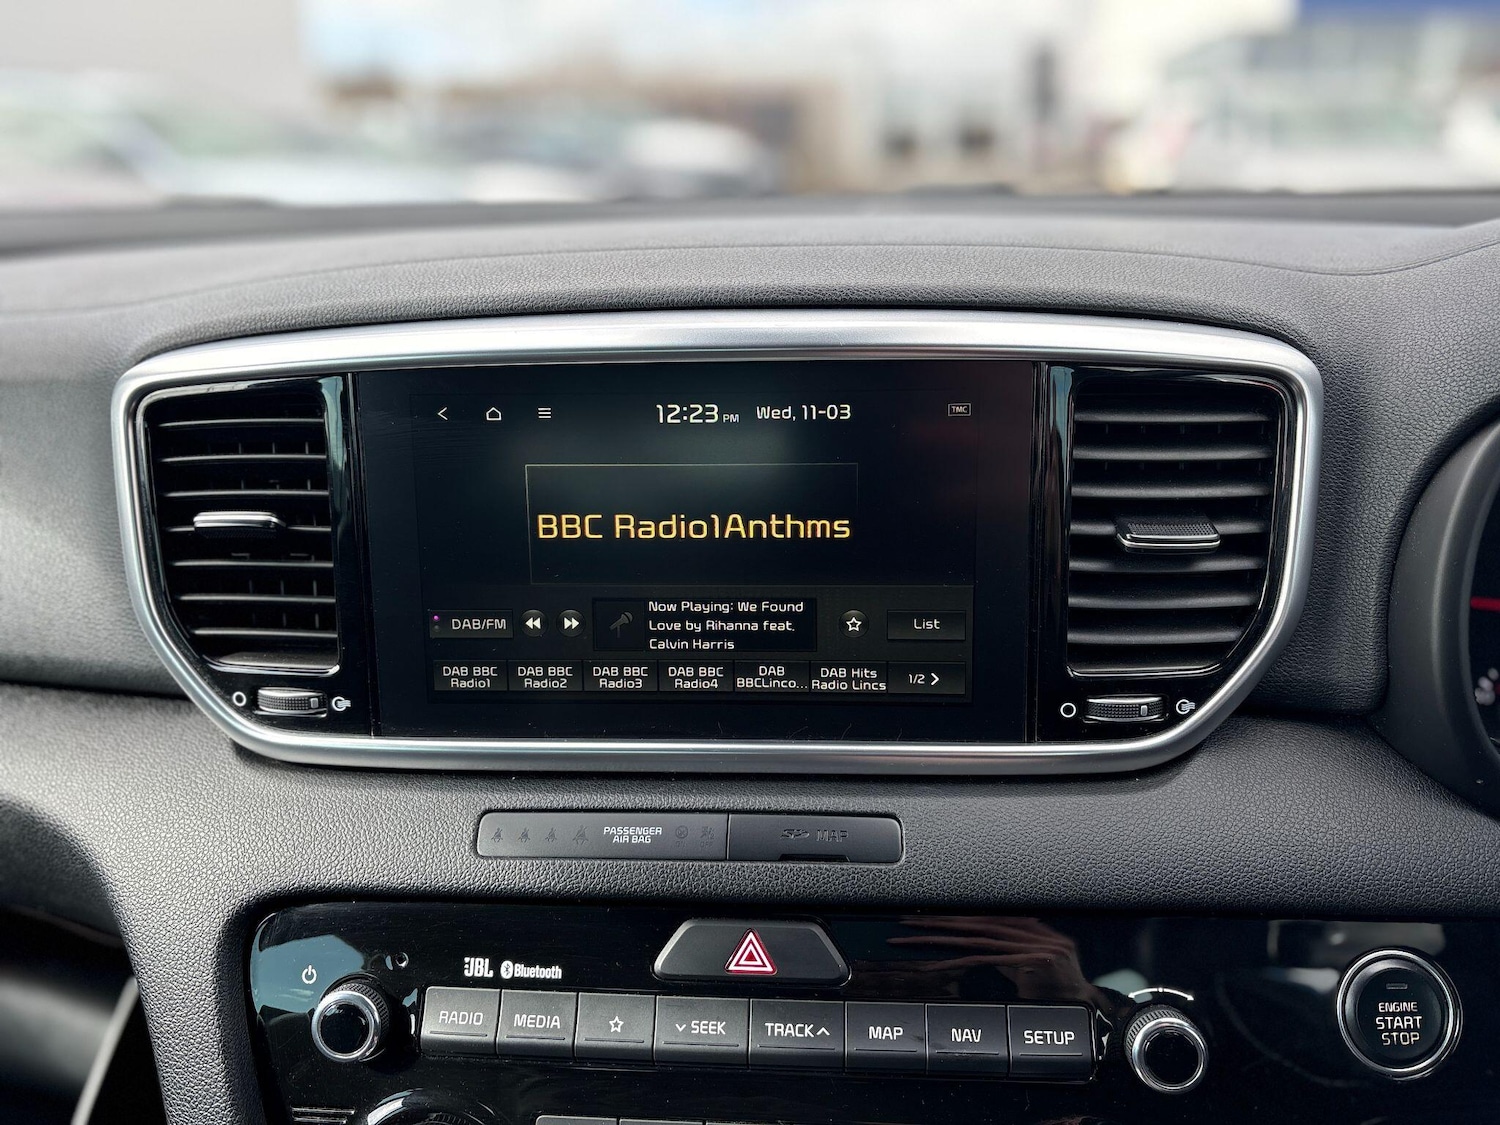 12:23 PM Wed, 11-03
TMC
BBC Radio1Anthms
DAB/FM
Now Playing: We Found
Love by Rihanna feat.
Calvin Harris
List
DAB BBC
Radio1
DAB BBC
Radio2
DAB BBC
Radio3
DAB BBC
Radio4
DAB
BBCLinco...
DAB Hits
Radio Lincs
1/2
PASSENGER
AIR BAG
SD MAP
JBL Bluetooth
RADIO
MEDIA
SEEK
TRACK
MAP
NAV
SETUP
ENGINE
START
STOP